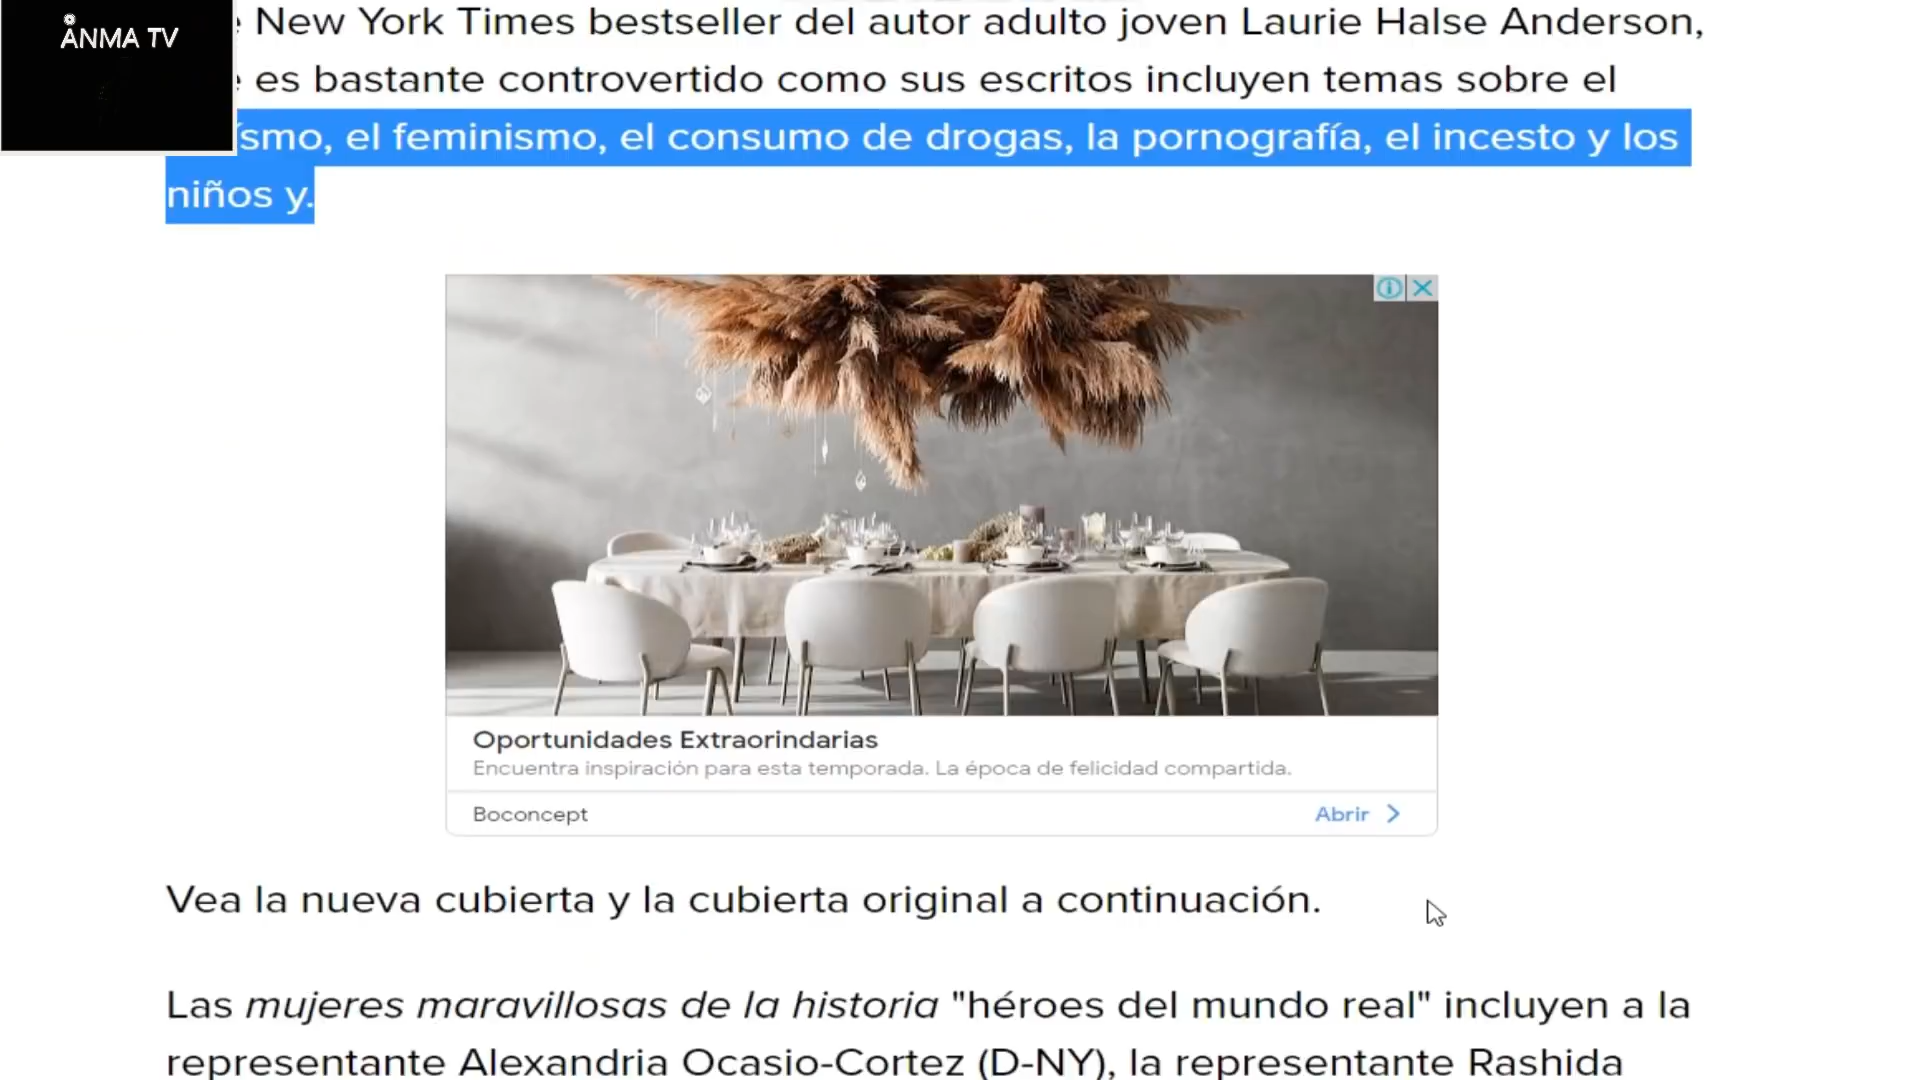 ANMA TV
New York Times bestseller del autor adulto joven Laurie Halse Anderson,
es bastante controvertido como sus escritos incluyen temas sobre el
el feminismo, el consumo de drogas, la pornografía, el incesto y los
niños y.
Oportunidades Extraorindarias
Encuentra inspiración para esta temporada. La época de felicidad compartida.
Boconcept
Abrir
Vea la nueva cubierta y la cubierta original a continuación.
Las mujeres maravillosas de la historia "héroes del mundo real" incluyen a la
representante Alexandria Ocasio-Cortez (D-NY), la representante Rashida